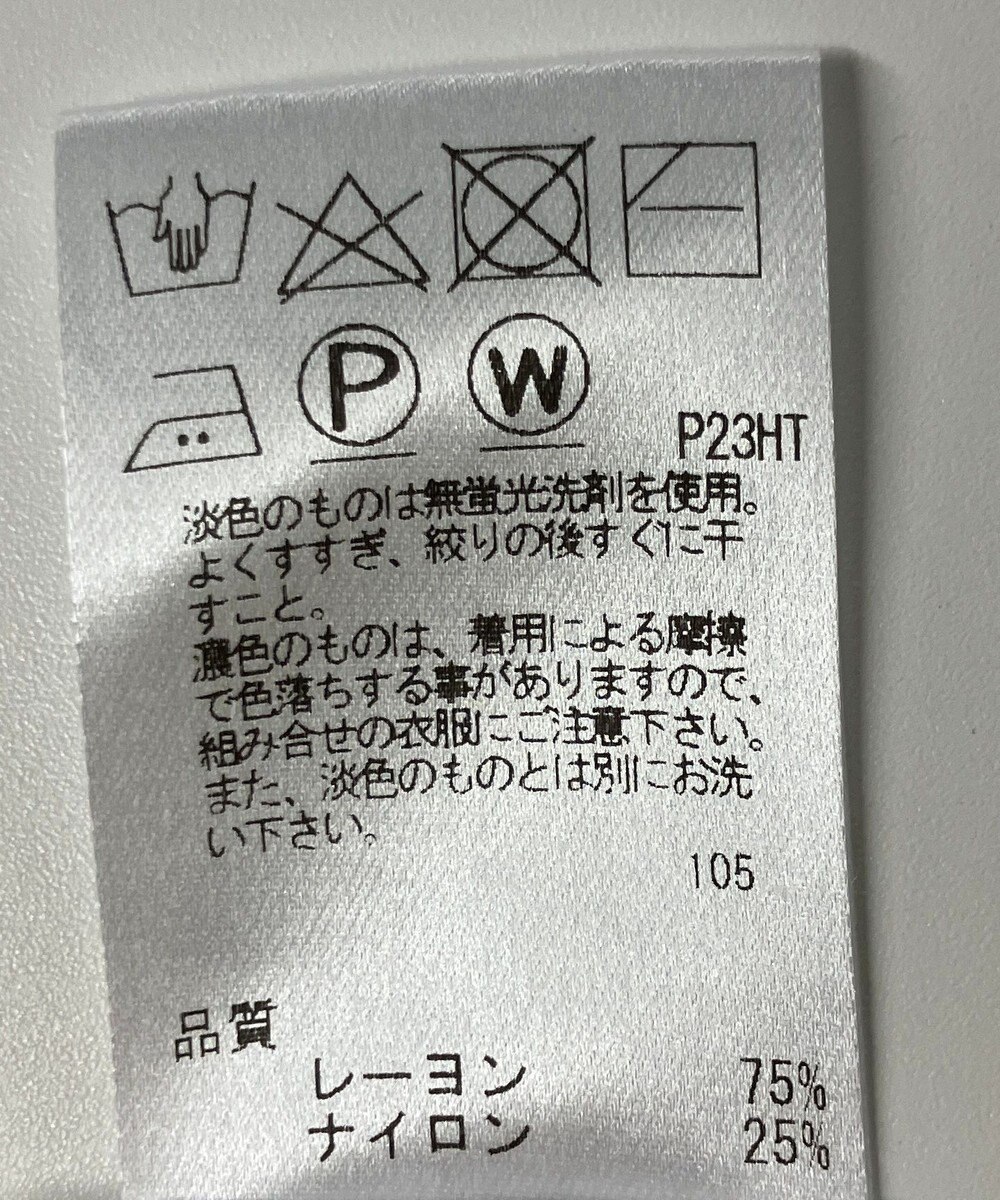 P
W
P23HT
淡色のものは無蛍光洗剤を使用。
よくすすぎ、絞りの後すぐに干
すこと。
濃色のものは、着用による摩擦
で色落ちする事がありますので、
組み合せの衣服にご注意下さい。
また、淡色のものとは別にお洗
い下さい。
105
品質
レーヨン 75%
ナイロン 25%